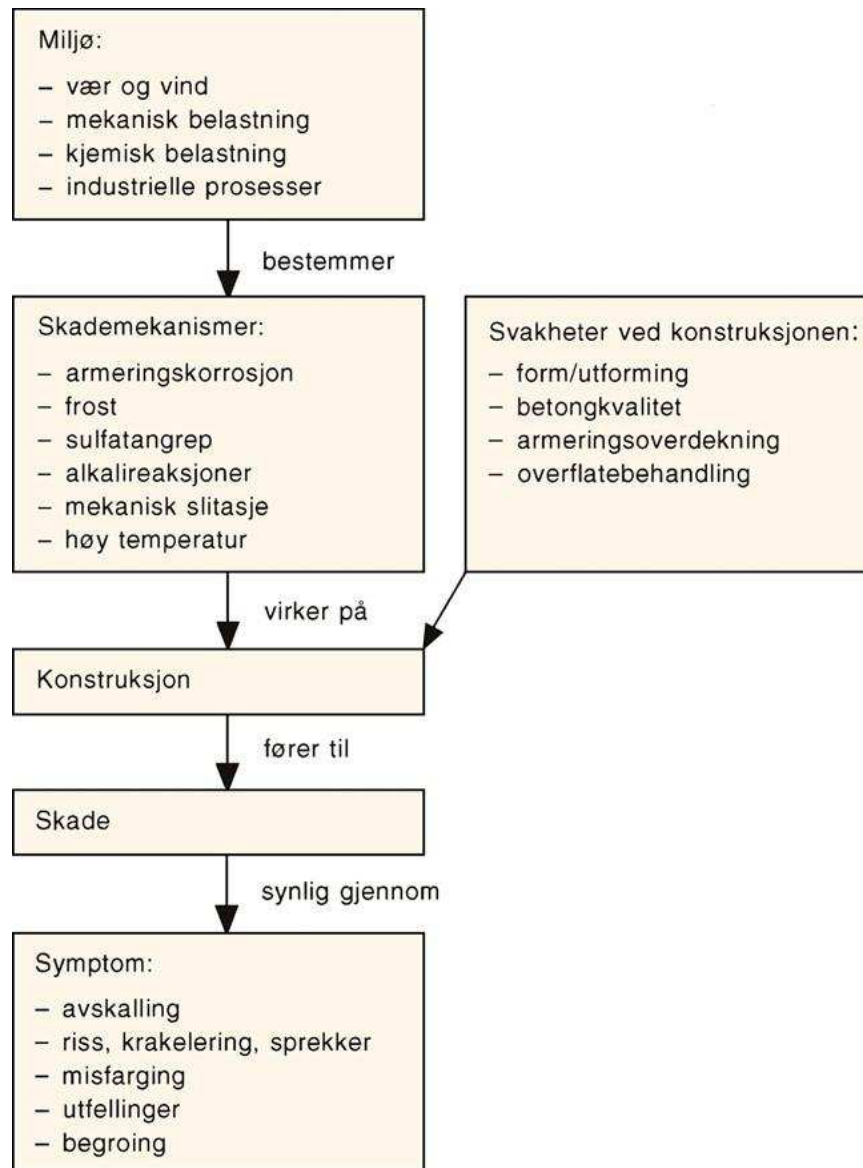 Miljø:
– vær og vind
– mekanisk belastning
– kjemisk belastning
– industrielle prosesser
bestemmer
Skademekanismer:
– armeringskorrosjon
– frost
– sulfatangrep
– alkalireaksjoner
– mekanisk slitasje
– høy temperatur
Svakheter ved konstruksjonen:
– form/utforming
– betongkvalitet
– armeringsoverdekning
– overflatebehandling
virker på
Konstruksjon
fører til
Skade
synlig gjennom
Symptom:
– avskalling
– riss, krakelering, sprekker
– misfarging
– utfellinger
– begroing